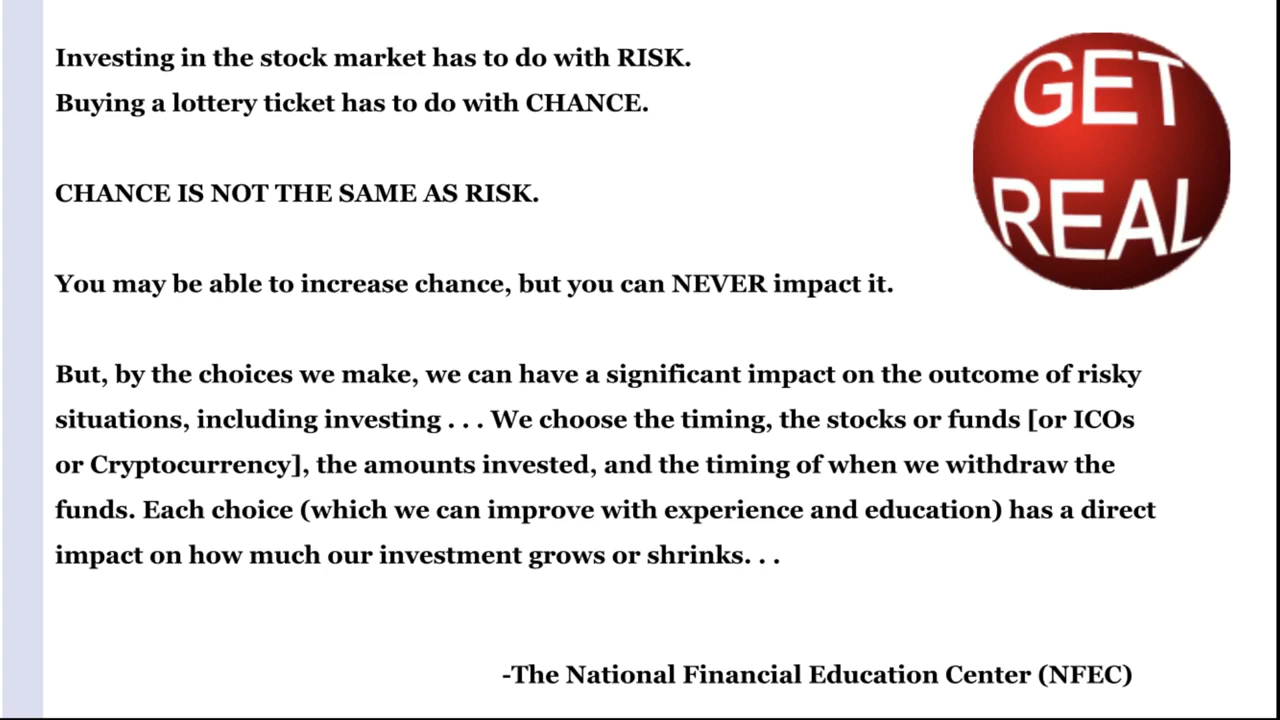 Investing in the stock market has to do with RISK.
Buying a lottery ticket has to do with CHANCE.
CHANCE IS NOT THE SAME AS RISK.
You may be able to increase chance, but you can NEVER impact it.
But, by the choices we make, we can have a significant impact on the outcome of risky
situations, including investing . . . We choose the timing, the stocks or funds [or ICOs
or Cryptocurrency], the amounts invested, and the timing of when we withdraw the
funds. Each choice (which we can improve with experience and education) has a direct
impact on how much our investment grows or shrinks. . .
-The National Financial Education Center (NFEC)
GET
REAL